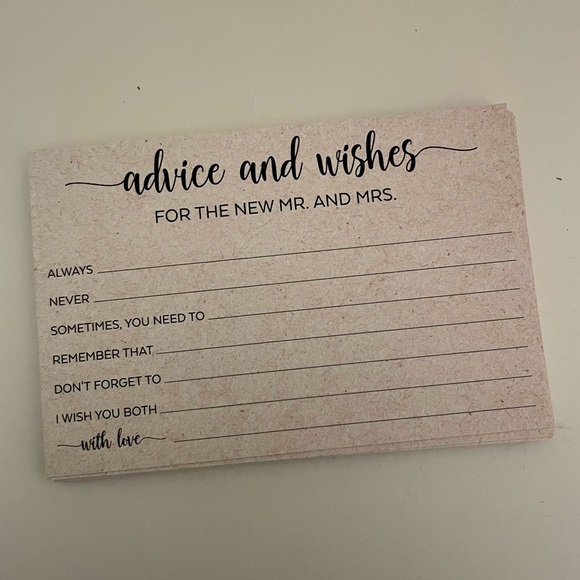 advice and wishes
FOR THE NEW MR. AND MRS.
ALWAYS
NEVER
SOMETIMES, YOU NEED TO
REMEMBER THAT
DON'T FORGET TO
I WISH YOU BOTH
with love